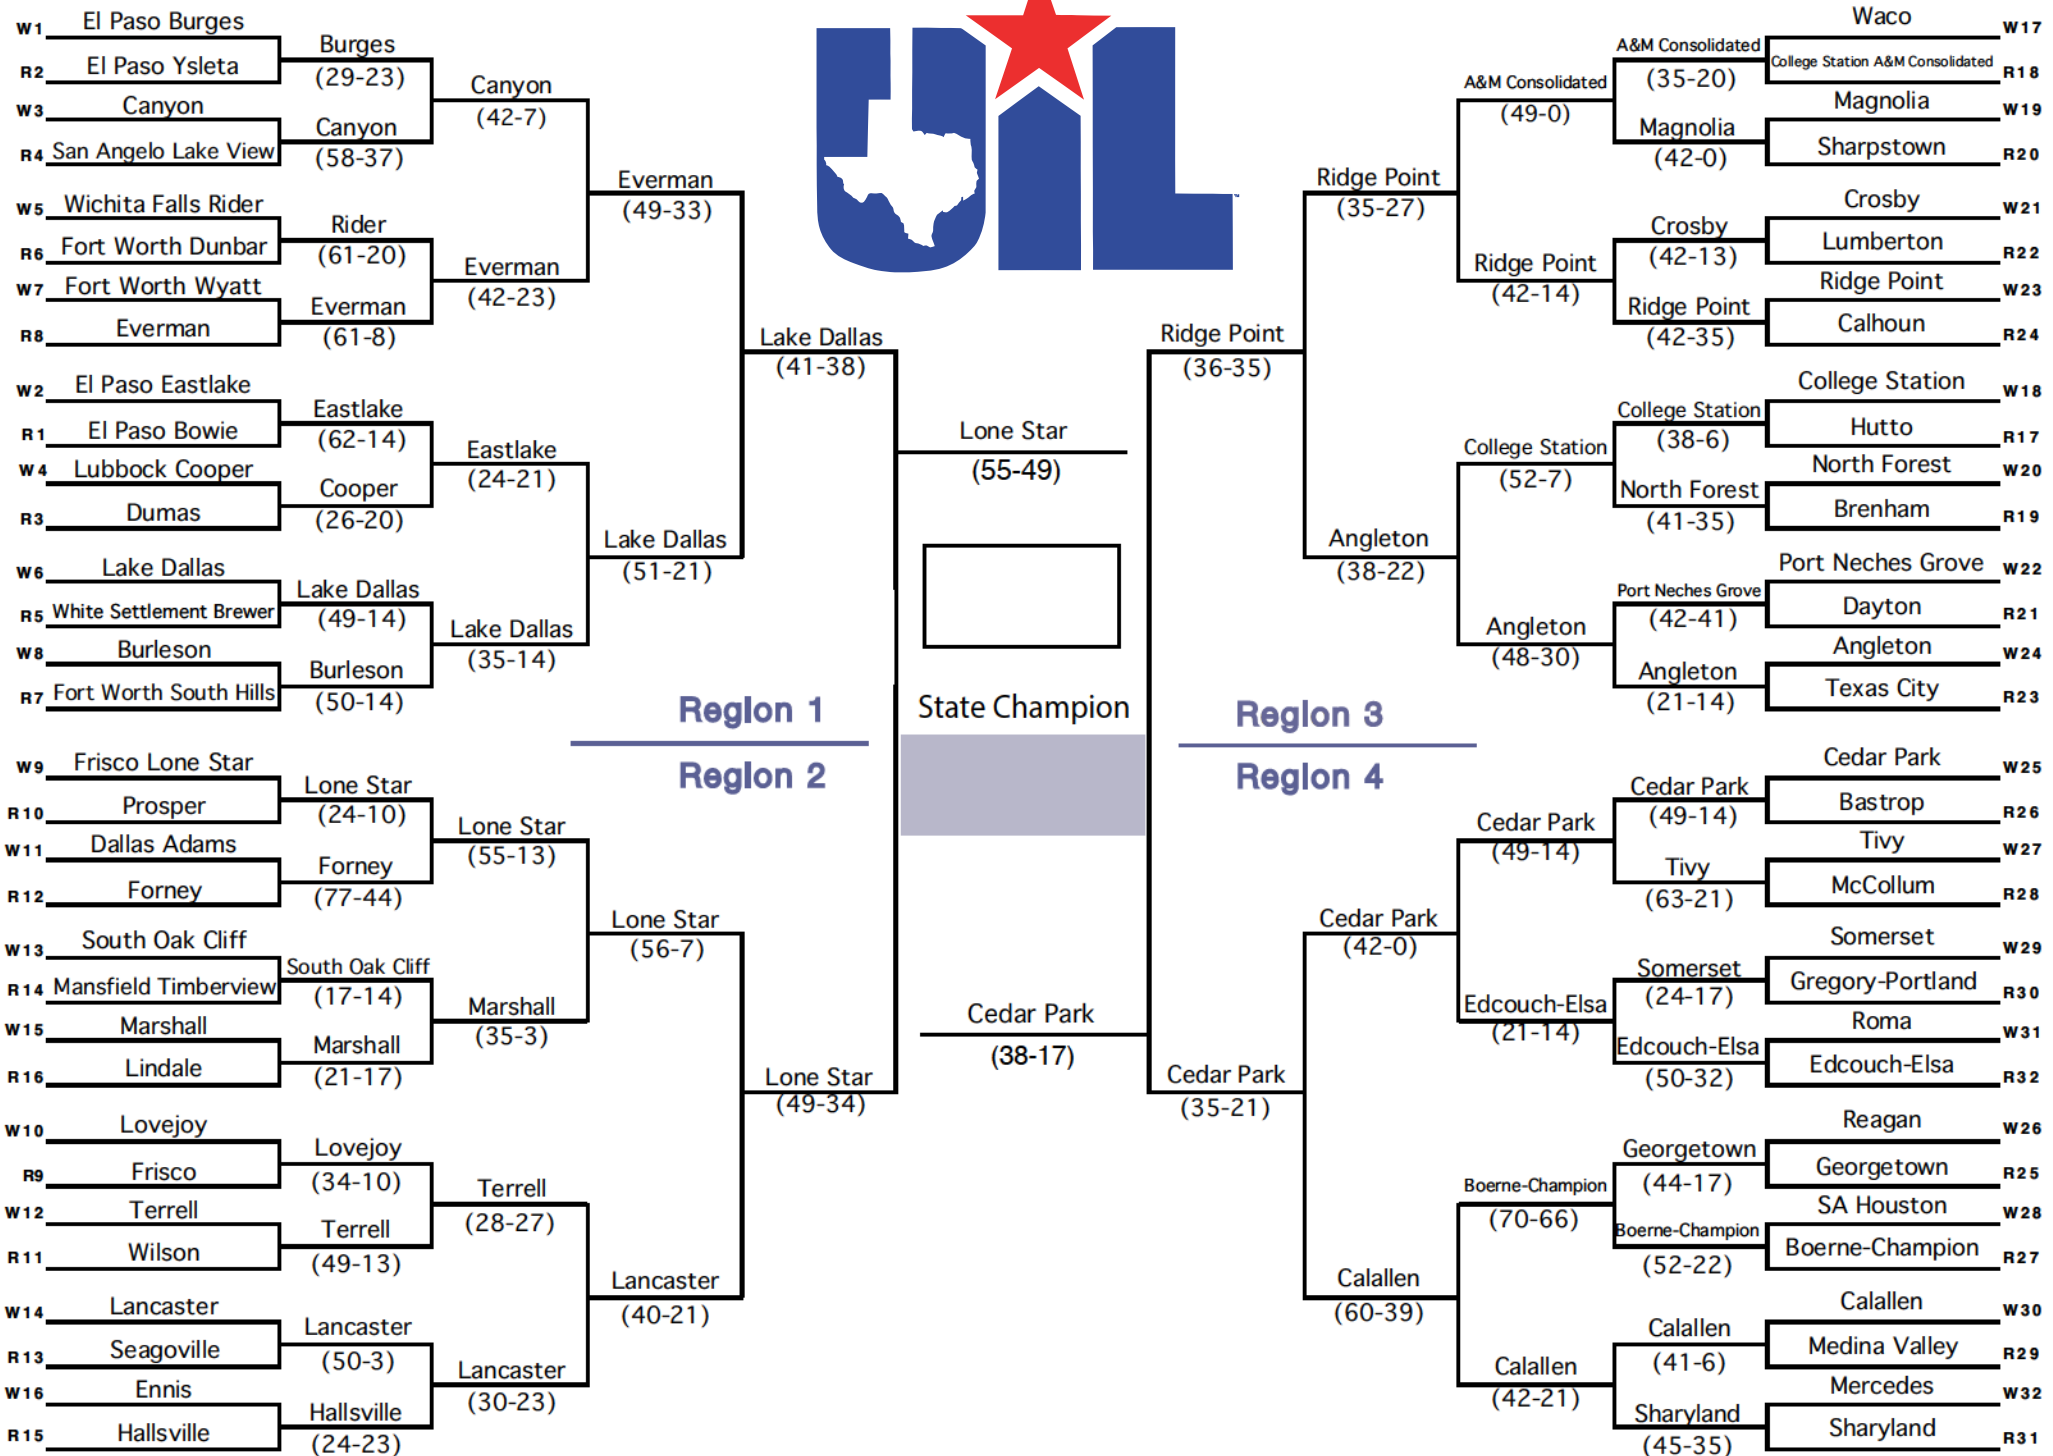 W1 El Paso Burges
R2 El Paso Ysleta
W3 Canyon
R4 San Angelo Lake View
W5 Wichita Falls Rider
R6 Fort Worth Dunbar
W7 Fort Worth Wyatt
R8 Everman
W2 El Paso Eastlake
R1 El Paso Bowie
W4 Lubbock Cooper
R3 Dumas
W6 Lake Dallas
R5 White Settlement Brewer
W8 Burleson
R7 Fort Worth South Hills
W9 Frisco Lone Star
R10 Prosper
W11 Dallas Adams
R12 Forney
W13 South Oak Cliff
R14 Mansfield Timberview
W15 Marshall
R16 Lindale
W10 Lovejoy
R9 Frisco
W12 Terrell
R11 Wilson
W14 Lancaster
R13 Seagoville
W16 Ennis
R15 Hallsville
Burges
(29-23)
Canyon
(58-37)
Rider
(61-20)
Everman
(61-8)
Eastlake
(62-14)
Cooper
(26-20)
Lake Dallas
(49-14)
Burleson
(50-14)
Lone Star
(24-10)
Forney
(77-44)
South Oak Cliff
(17-14)
Marshall
(21-17)
Lovejoy
(34-10)
Terrell
(49-13)
Lancaster
(50-3)
Hallsville
(24-23)
Canyon
(42-7)
Everman
(42-23)
Eastlake
(24-21)
Lake Dallas
(35-14)
Lone Star
(55-13)
Marshall
(35-3)
Terrell
(28-27)
Lancaster
(30-23)
Everman
(49-33)
Lake Dallas
(51-21)
Lone Star
(56-7)
Lancaster
(40-21)
Lake Dallas
(41-38)
Lone Star
(49-34)
Region 1
Region 2
UIL
Lone Star
(55-49)
State Champion
Cedar Park
(38-17)
Region 3
Region 4
Ridge Point
(36-35)
Cedar Park
(35-21)
Ridge Point
(35-27)
Angleton
(38-22)
Cedar Park
(42-0)
Calallen
(60-39)
A&M Consolidated
(49-0)
Ridge Point
(42-14)
College Station
(52-7)
Angleton
(48-30)
Cedar Park
(49-14)
Edcouch-Elsa
(21-14)
Boerne-Champion
(70-66)
Calallen
(42-21)
A&M Consolidated
(35-20)
Magnolia
(42-0)
Crosby
(42-13)
Ridge Point
(42-35)
College Station
(38-6)
North Forest
(41-35)
Port Neches Grove
(42-41)
Angleton
(21-14)
Cedar Park
(49-14)
Tivy
(63-21)
Somerset
(24-17)
Edcouch-Elsa
(50-32)
Georgetown
(44-17)
Boerne-Champion
(52-22)
Calallen
(41-6)
Sharyland
(45-35)
Waco W17
College Station A&M Consolidated R18
Magnolia W19
Sharpstown R20
Crosby W21
Lumberton R22
Ridge Point W23
Calhoun R24
College Station W18
Hutto R17
North Forest W20
Brenham R19
Port Neches Grove W22
Dayton R21
Angleton W24
Texas City R23
Cedar Park W25
Bastrop R26
Tivy W27
McCollum R28
Somerset W29
Gregory-Portland R30
Roma W31
Edcouch-Elsa R32
Reagan W26
Georgetown R25
SA Houston W28
Boerne-Champion R27
Calallen W30
Medina Valley R29
Mercedes W32
Sharyland R31